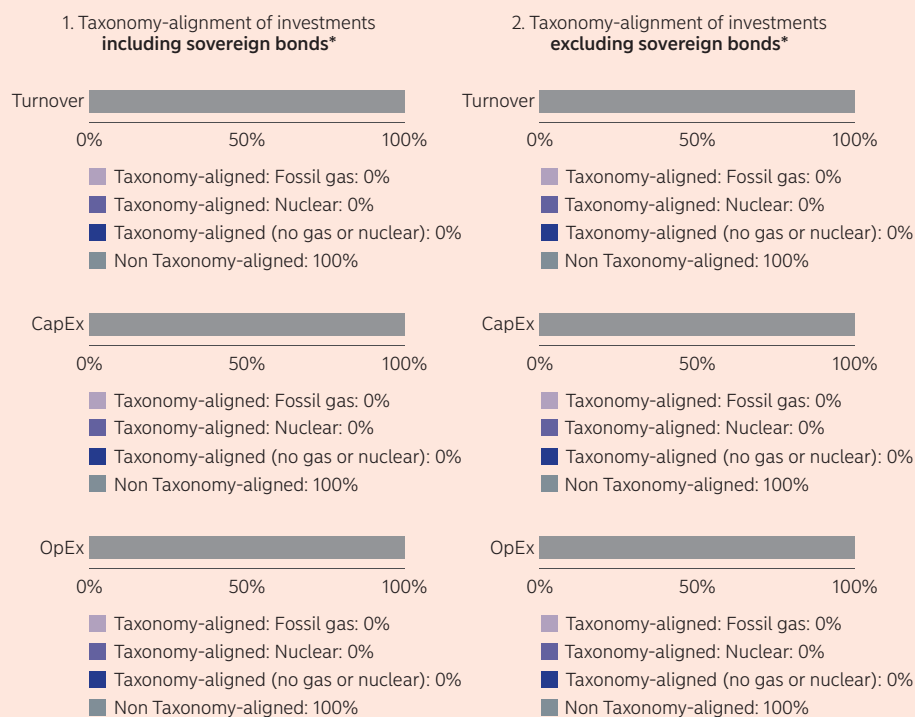 1. Taxonomy-alignment of investments
including sovereign bonds*
Turnover
0% 50% 100%
Taxonomy-aligned: Fossil gas: 0%
Taxonomy-aligned: Nuclear: 0%
Taxonomy-aligned (no gas or nuclear): 0%
Non Taxonomy-aligned: 100%
CapEx
0% 50% 100%
Taxonomy-aligned: Fossil gas: 0%
Taxonomy-aligned: Nuclear: 0%
Taxonomy-aligned (no gas or nuclear): 0%
Non Taxonomy-aligned: 100%
OpEx
0% 50% 100%
Taxonomy-aligned: Fossil gas: 0%
Taxonomy-aligned: Nuclear: 0%
Taxonomy-aligned (no gas or nuclear): 0%
Non Taxonomy-aligned: 100%
2. Taxonomy-alignment of investments
excluding sovereign bonds*
Turnover
0% 50% 100%
Taxonomy-aligned: Fossil gas: 0%
Taxonomy-aligned: Nuclear: 0%
Taxonomy-aligned (no gas or nuclear): 0%
Non Taxonomy-aligned: 100%
CapEx
0% 50% 100%
Taxonomy-aligned: Fossil gas: 0%
Taxonomy-aligned: Nuclear: 0%
Taxonomy-aligned (no gas or nuclear): 0%
Non Taxonomy-aligned: 100%
OpEx
0% 50% 100%
Taxonomy-aligned: Fossil gas: 0%
Taxonomy-aligned: Nuclear: 0%
Taxonomy-aligned (no gas or nuclear): 0%
Non Taxonomy-aligned: 100%